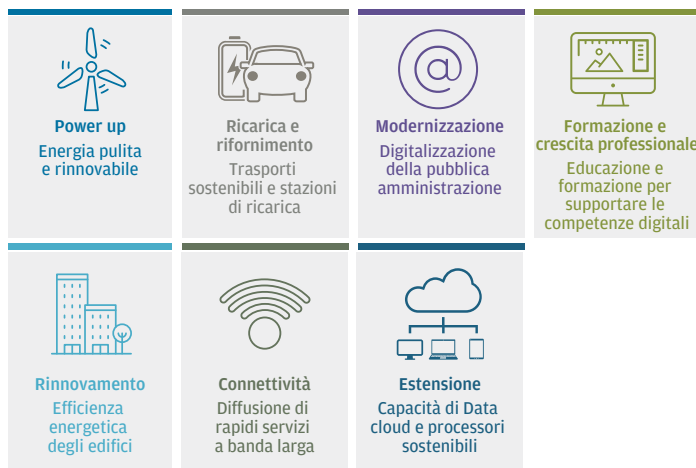 Power up
Energia pulita
e rinnovabile
Ricarica e
rifornimento
Trasporti
sostenibili e stazioni
di ricarica
@
Modernizzazione
Digitalizzazione
della pubblica
amministrazione
Formazione e
crescita professionale
Educazione e
formazione per
supportare le
competenze digitali
Rinnovamento
Efficienza
energetica
degli edifici
Connettività
Diffusione di
rapidi servizi
a banda larga
Estensione
Capacità di Data
cloud e processori
sostenibili